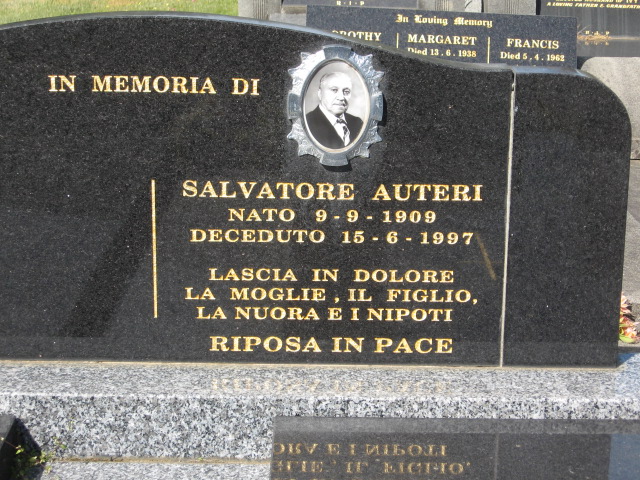 In Loving Memory
MARGARET
Died 13.6.1938
FRANCIS
Died 5.4.1962
R·I·P
IN MEMORIA DI
SALVATORE AUTERI
NATO 9-9-1909
DECEDUTO 15-6-1997
LASCIA IN DOLORE
LA MOGLIE, IL FIGLIO,
LA NUORA E I NIPOTI
RIPOSA IN PACE